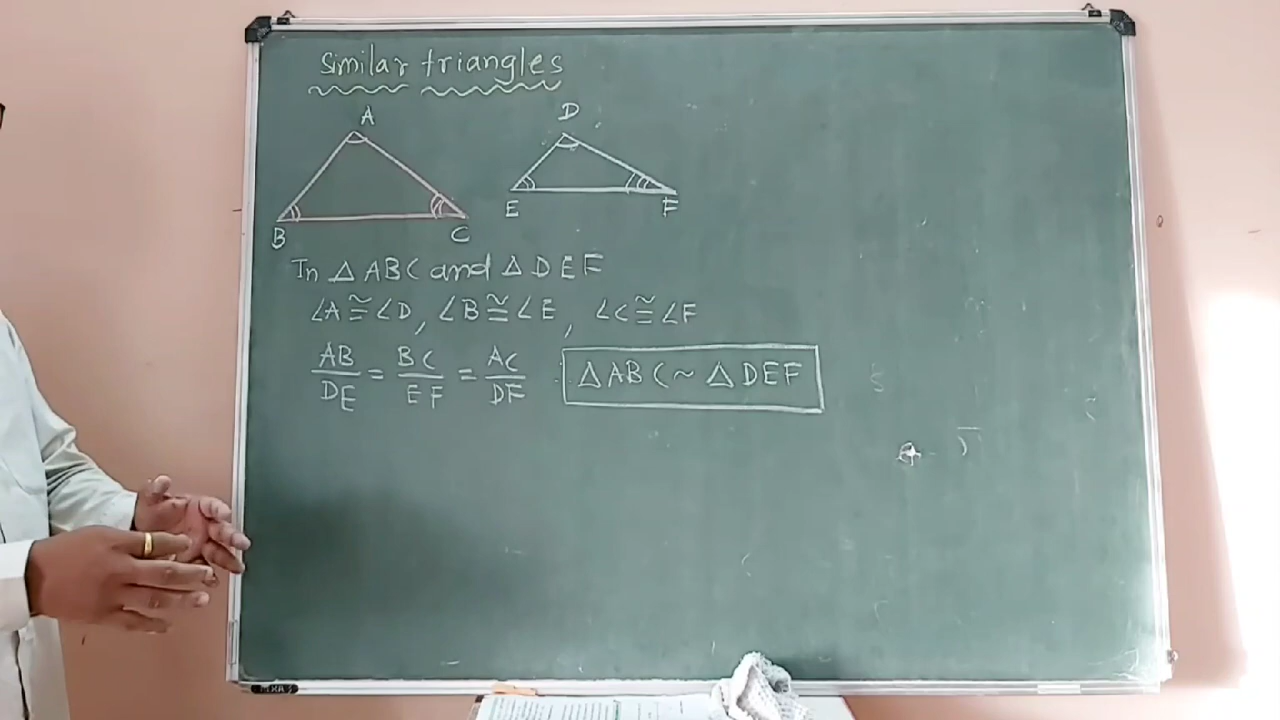 Similar triangles
A D
B C E F
In △ ABC and △ DEF
∠A ≅ ∠D, ∠B ≅ ∠E, ∠C ≅ ∠F
AB/DE = BC/EF = AC/DF △ABC ~ △DEF